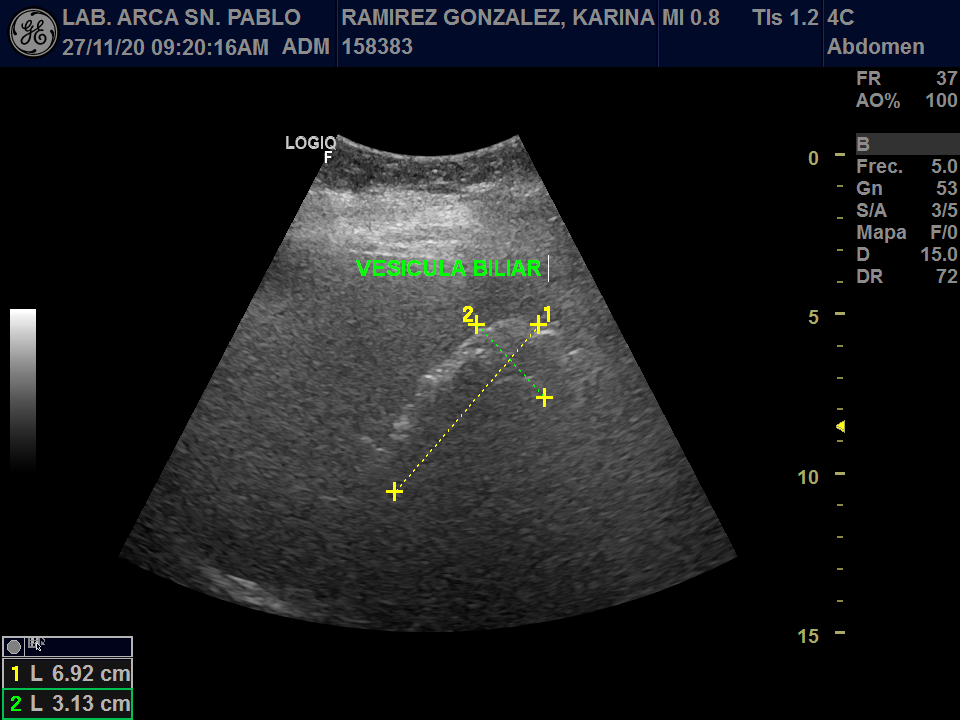 LAB. ARCA SN. PABLO
27/11/20 09:20:16AM ADM
RAMIREZ GONZALEZ, KARINA
158383
MI 0.8 TIs 1.2
4C
Abdomen
FR 37
AO% 100
B
Frec. 5.0
Gn 53
S/A 3/5
Mapa F/0
D 15.0
DR 72
LOGIQ
F
VESICULA BILIAR
2
1
0
5
10
15
1 L 6.92 cm
2 L 3.13 cm